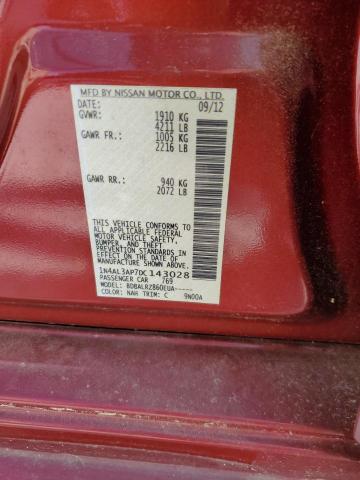 MFD BY NISSAN MOTOR CO., LTD.
DATE: 09/12
GVWR: 1910 KG
4211 LB
GAWR FR: 1005 KG
2216 LB
GAWR RR.: 940 KG
2072 LB
THIS VEHICLE CONFORMS TO
ALL APPLICABLE FEDERAL
MOTOR VEHICLE SAFETY,
BUMPER, AND THEFT
PREVENTION STANDARDS IN
EFFECT ON THE DATE OF
MANUFACTURE SHOWN ABOVE.
1N4AL3AP7DC143028
PASSENGER CAR 769
MODEL: BDBALRZB60EUA-----
COLOR: NAH TRIM: C 9N00A